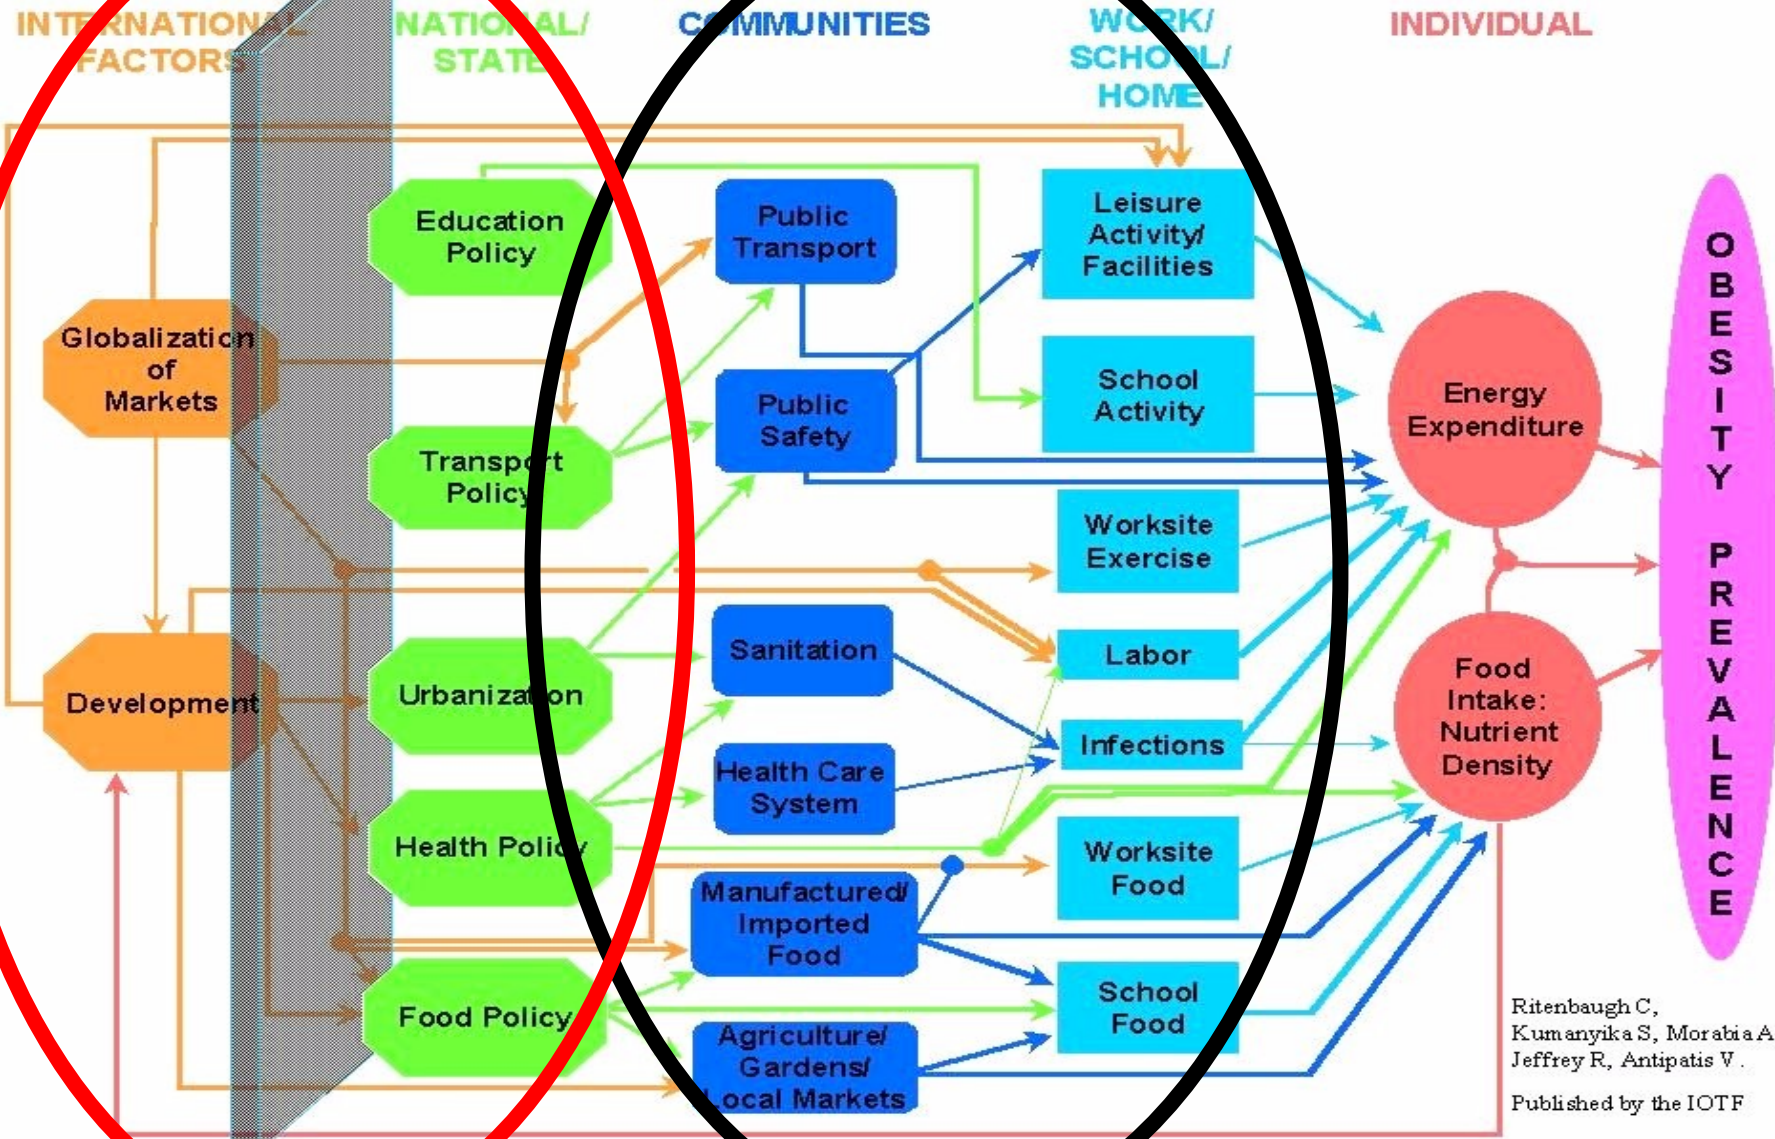 INTERNATIONAL
FACTORS
NATIONAL/
STATE
COMMUNITIES
WORK/
SCHOOL/
HOME
INDIVIDUAL
Education
Policy
Globalization
of
Markets
Transport
Policy
Development
Urbanization
Health Policy
Food Policy
Public
Transport
Public
Safety
Sanitation
Health Care
System
Manufactured/
Imported
Food
Agriculture/
Gardens/
Local Markets
Leisure
Activity/
Facilities
School
Activity
Worksite
Exercise
Labor
Infections
Worksite
Food
School
Food
Energy
Expenditure
Food
Intake:
Nutrient
Density
OBESITY PREVALENCE
Ritenbaugh C,
Kumanyika S, Morabia A
Jeffrey R, Antipatis V.
Published by the IOTF